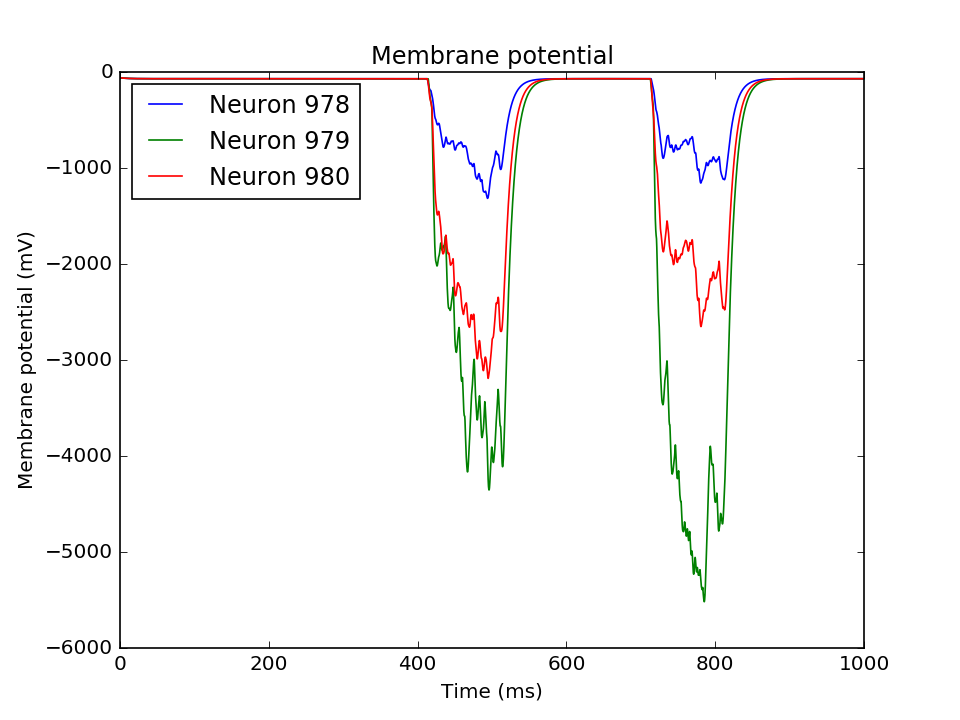 Membrane potential
Neuron 978
Neuron 979
Neuron 980
Membrane potential (mV)
0
−1000
−2000
−3000
−4000
−5000
−6000
0 200 400 600 800 1000
Time (ms)